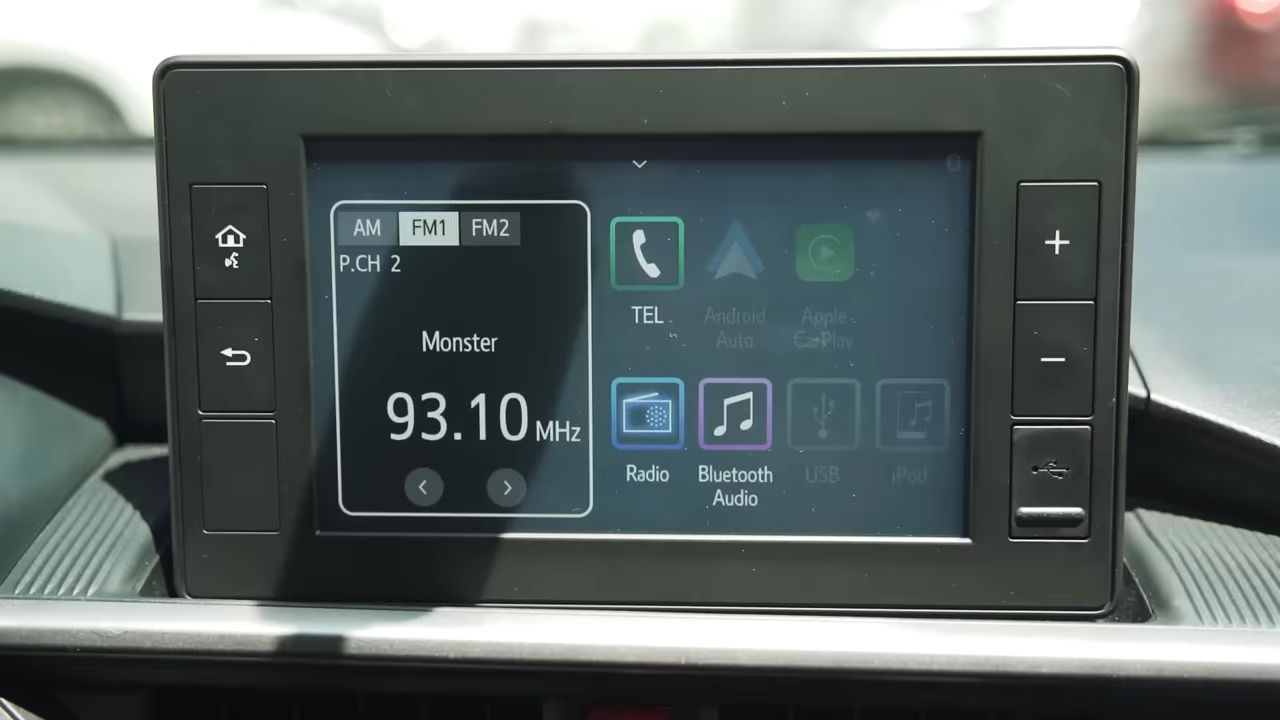 AM FM1 FM2
P.CH 2
Monster
93.10 MHz
TEL
Android
Auto
Apple
CarPlay
Radio
Bluetooth
Audio
USB
iPod